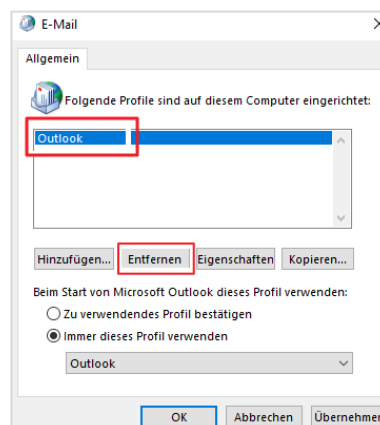 E-Mail
Allgemein
Folgende Profile sind auf diesem Computer eingerichtet:
Outlook
Hinzufügen... Entfernen Eigenschaften Kopieren...
Beim Start von Microsoft Outlook dieses Profil verwenden:
Zu verwendendes Profil bestätigen
Immer dieses Profil verwenden
Outlook
OK Abbrechen Übernehmen